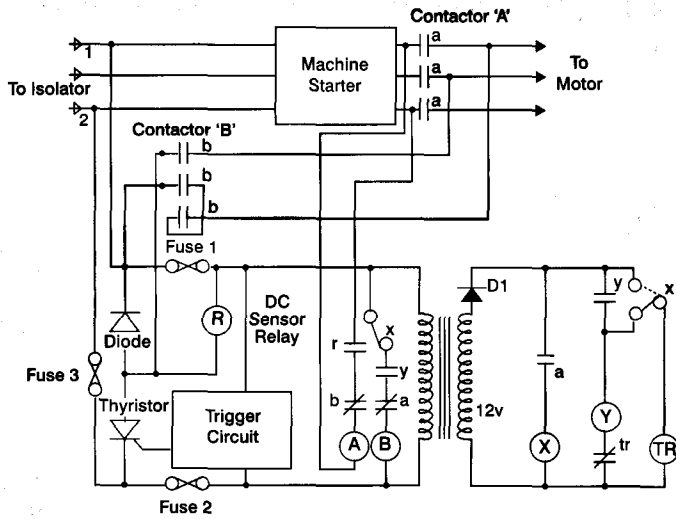 Contactor 'A'
a
1
Machine
Starter
To
Motor
a
To Isolator
a
2
Contactor 'B'
b
b
b
Fuse 1
D1
y
x
R
DC
Sensor
Relay
x
Diode
r
y
a
Fuse 3
b
a
12v
Thyristor
Trigger
Circuit
Y
tr
A
B
X
TR
Fuse 2